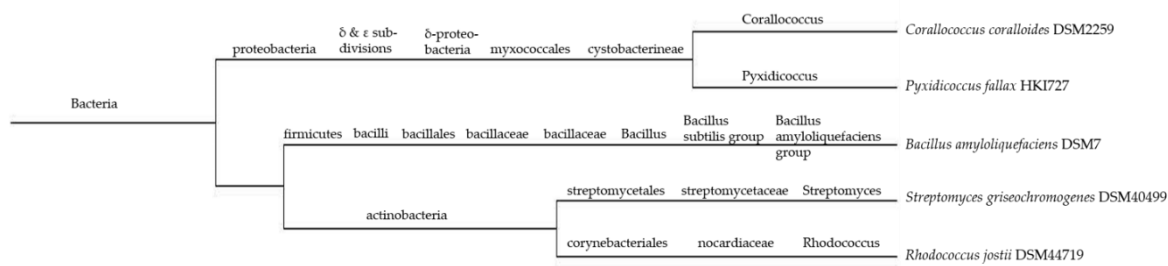 Corallococcus
Corallococcus coralloides DSM2259
δ & ε sub-
divisions
δ-proteo-
bacteria
proteobacteria
myxococcales
cystobacterineae
Pyxidicoccus
Pyxidicoccus fallax HKI727
Bacteria
firmicutes
bacilli
bacillales
bacillaceae
bacillaceae
Bacillus
Bacillus
subtilis group
Bacillus
amyloliquefaciens
group
Bacillus amyloliquefaciens DSM7
streptomycetales
streptomycetaceae
Streptomyces
Streptomyces griseochromogenes DSM40499
actinobacteria
corynebacteriales
nocardiaceae
Rhodococcus
Rhodococcus jostii DSM44719